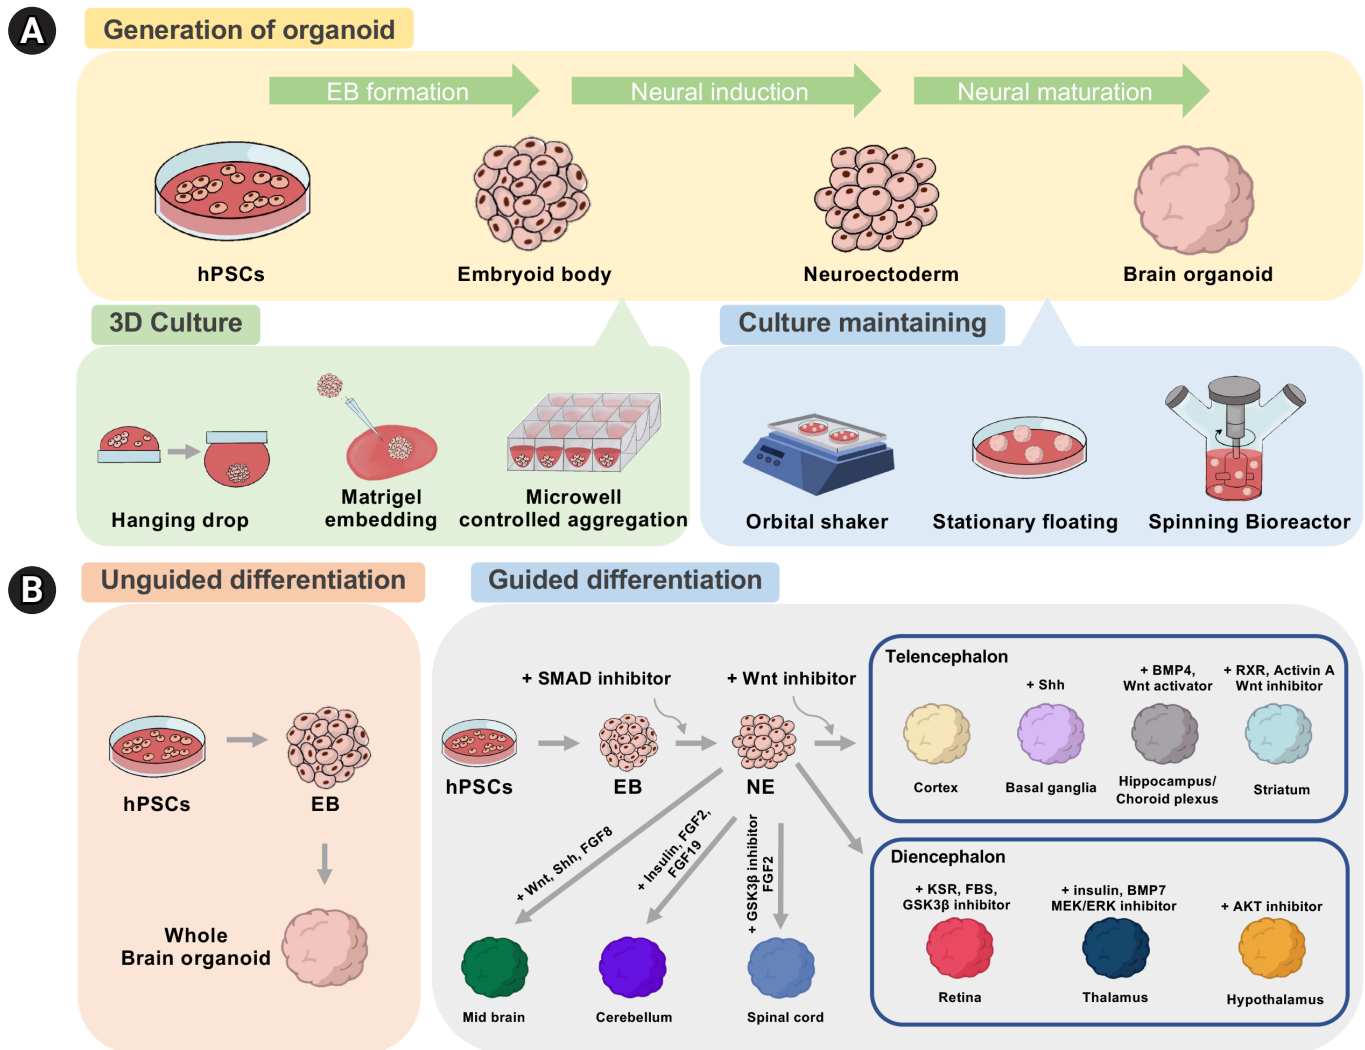 A
Generation of organoid
EB formation
Neural induction
Neural maturation
hPSCs
Embryoid body
Neuroectoderm
Brain organoid
3D Culture
Hanging drop
Matrigel
embedding
Microwell
controlled aggregation
Culture maintaining
Orbital shaker
Stationary floating
Spinning Bioreactor
B
Unguided differentiation
hPSCs
EB
Whole
Brain organoid
Guided differentiation
+ SMAD inhibitor
+ Wnt inhibitor
hPSCs
EB
NE
+ Wnt, Shh, FGF8
+ Insulin, FGF2,
FGF19
+ GSK3β inhibitor
FGF2
Mid brain
Cerebellum
Spinal cord
Telencephalon
+ Shh
+ BMP4,
Wnt activator
+ RXR, Activin A
Wnt inhibitor
Cortex
Basal ganglia
Hippocampus/
Choroid plexus
Striatum
Diencephalon
+ KSR, FBS,
GSK3β inhibitor
+ insulin, BMP7
MEK/ERK inhibitor
+ AKT inhibitor
Retina
Thalamus
Hypothalamus